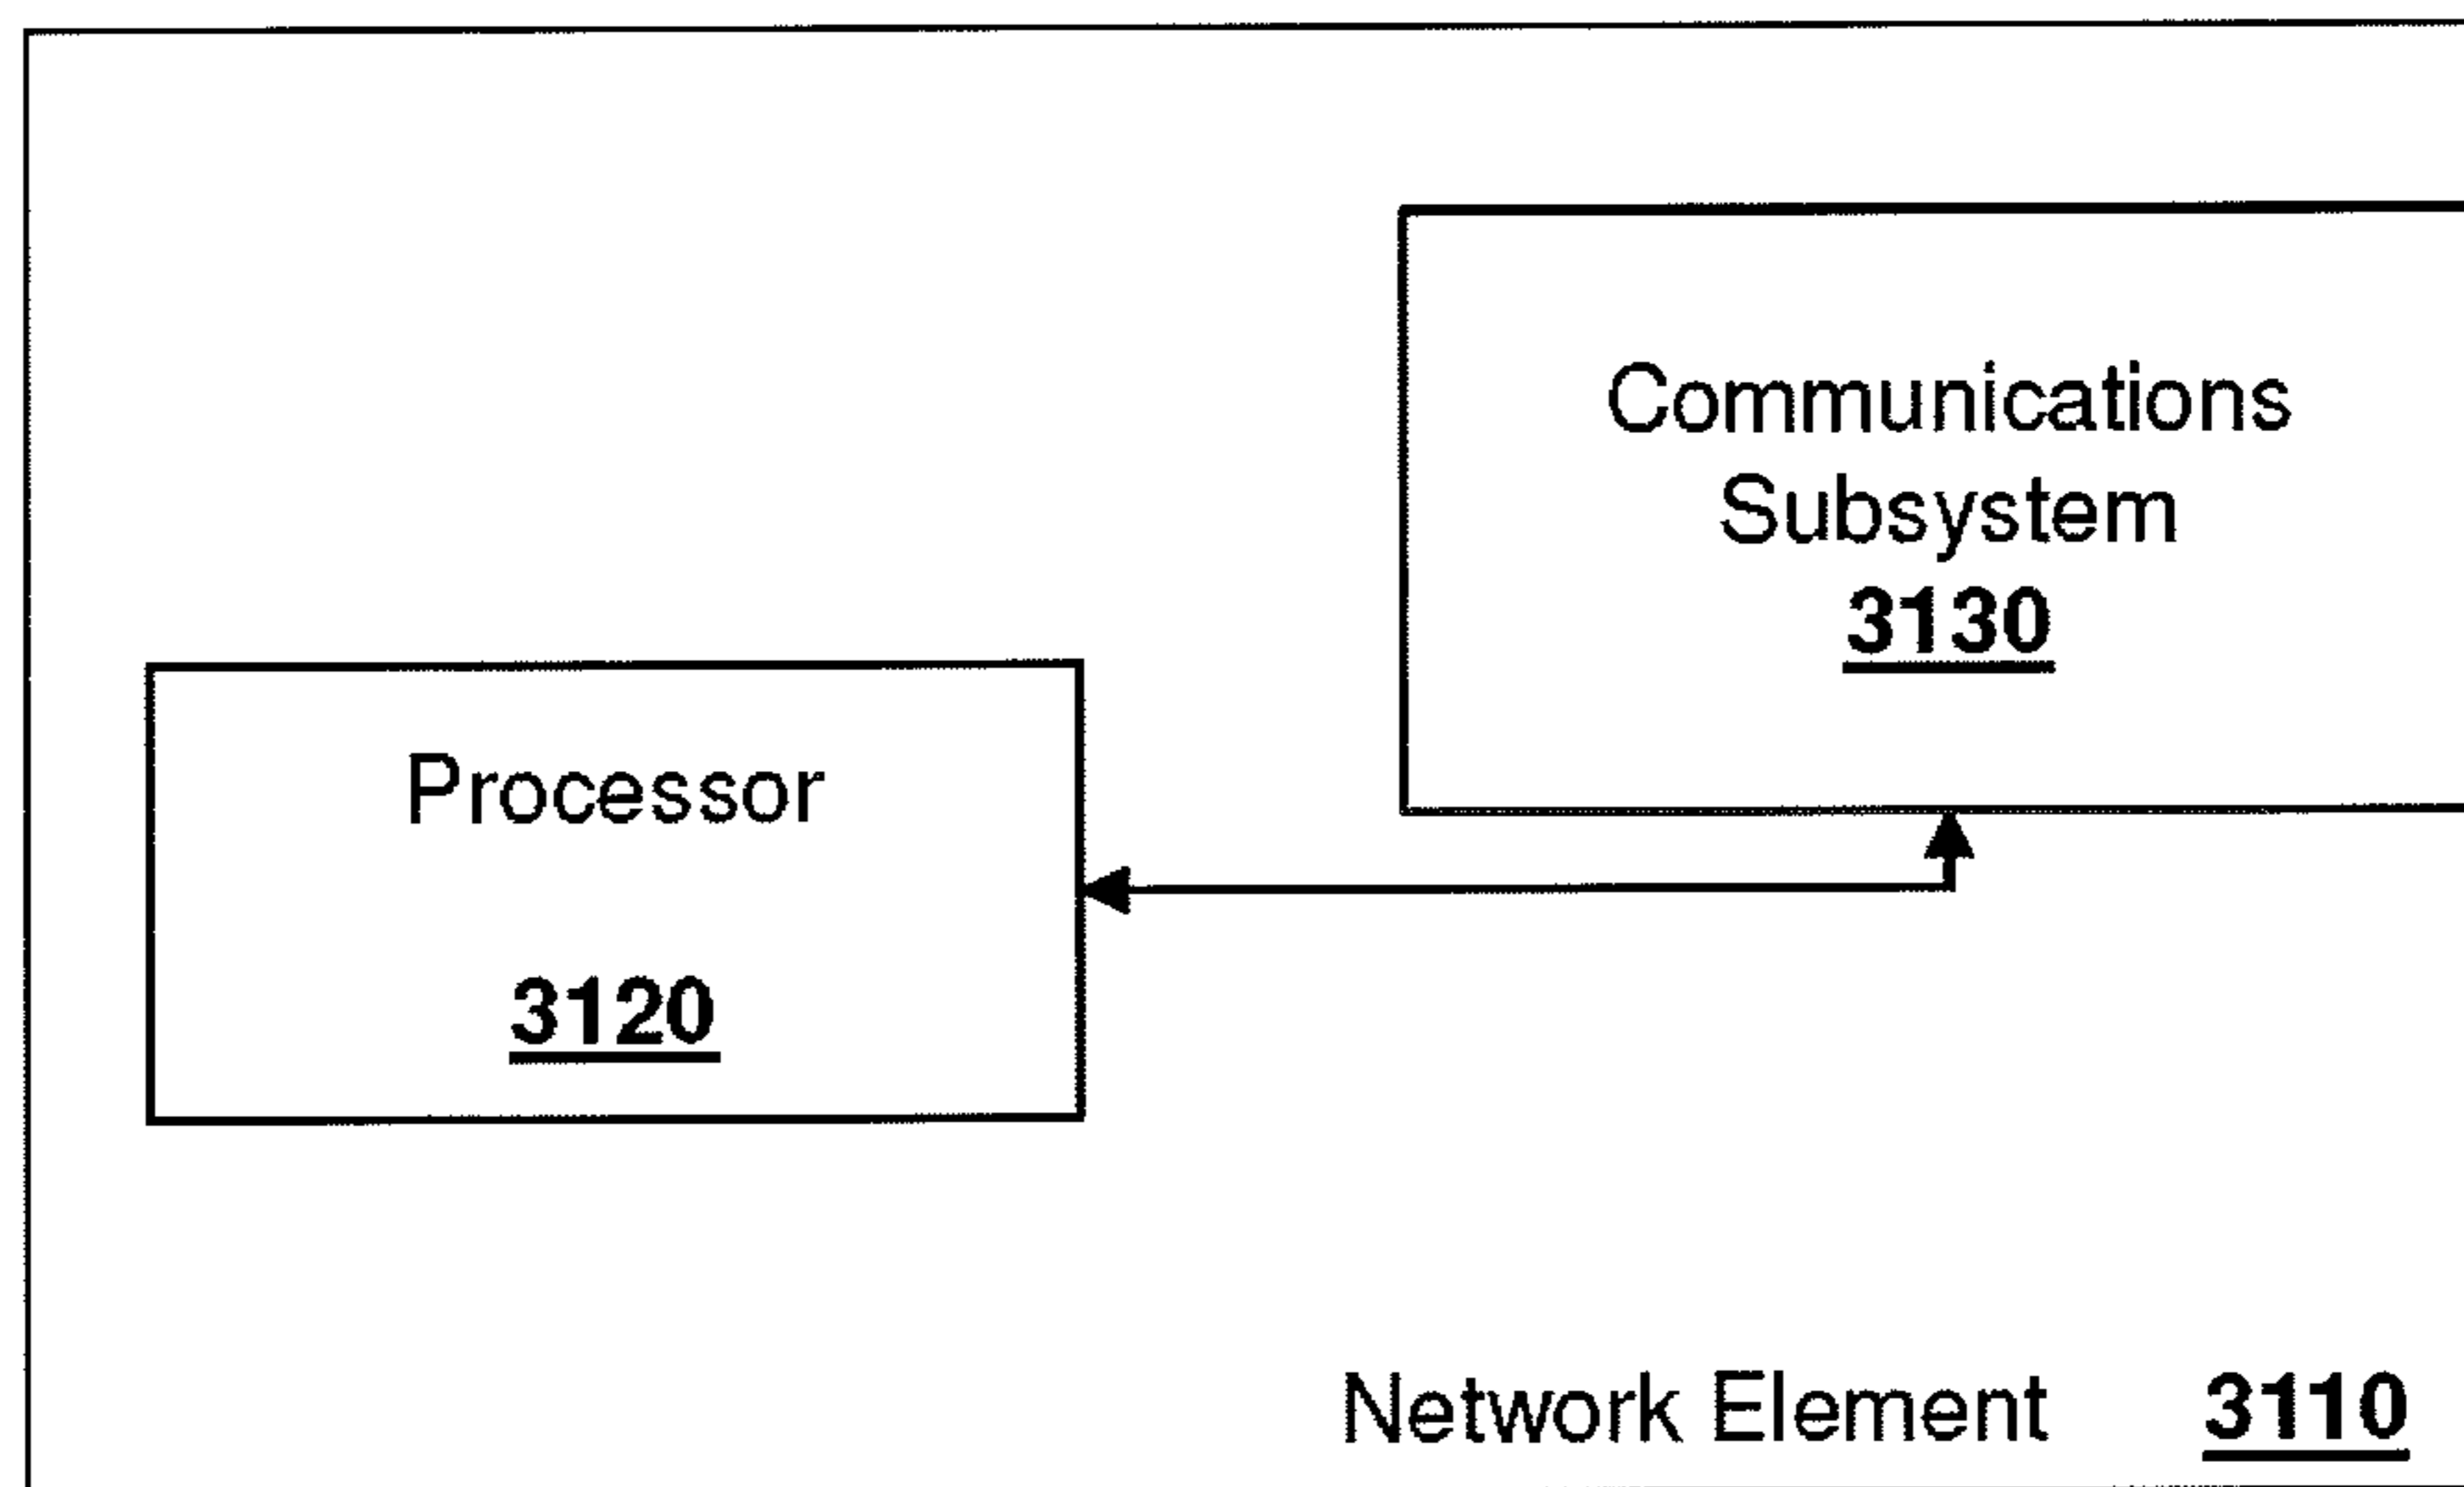 Communications
Subsystem
3130
Processor
3120
Network Element 3110